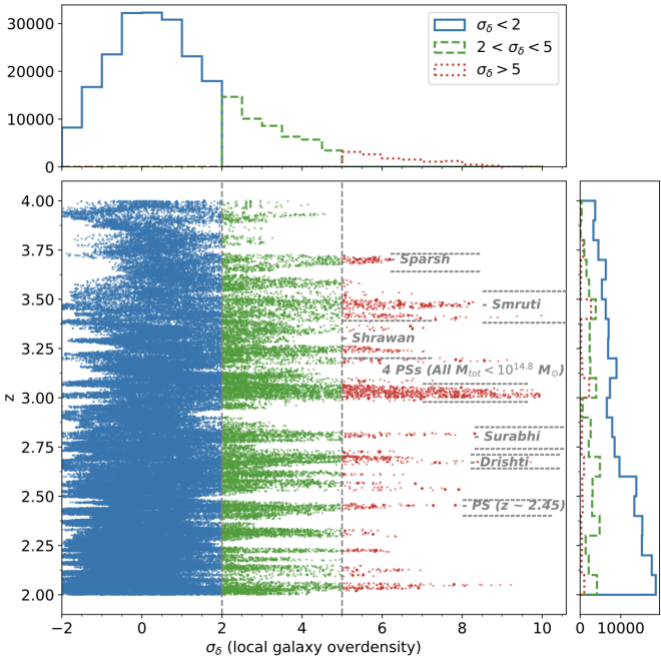 30000
20000
10000
0
σ_δ < 2
2 < σ_δ < 5
σ_δ > 5
4.00
3.75
3.50
3.25
3.00
2.75
2.50
2.25
2.00
z
Sparsh
- Smruti
- Shrawan
4 PSs (All M_tot < 10^14.8 M_⊙)
Surabhi
- Drishti
- PS (z ~ 2.45)
−2
0
2
4
6
8
10
σ_δ (local galaxy overdensity)
0
10000